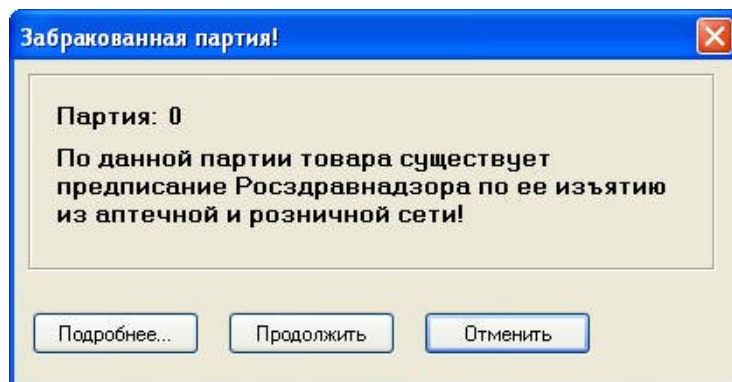 Забракованная партия!
Партия: 0
По данной партии товара существует
предписание Росздравнадзора по ее изъятию
из аптечной и розничной сети!
Подробнее... Продолжить Отменить